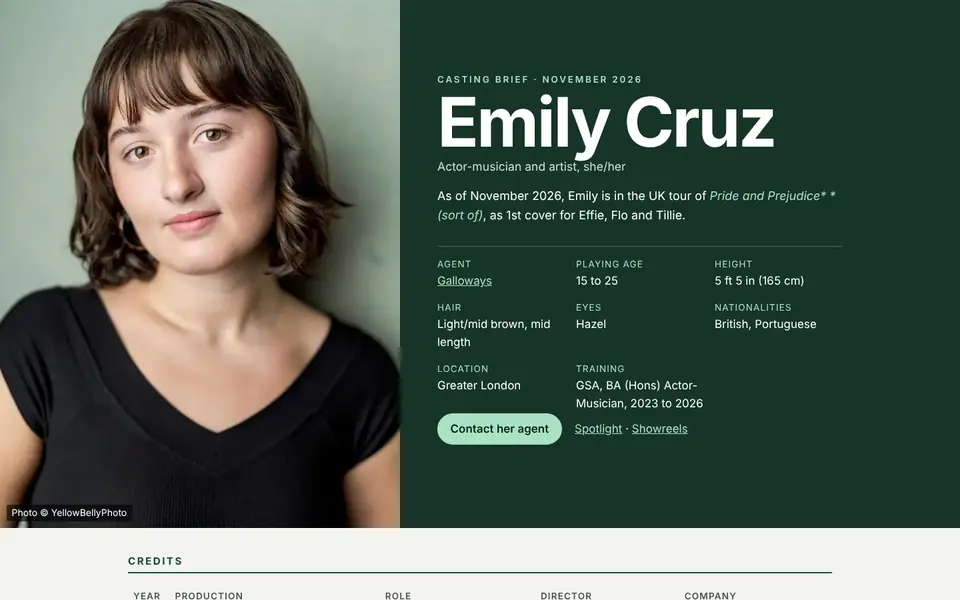 CASTING BRIEF · NOVEMBER 2026
Emily Cruz
Actor-musician and artist, she/her
As of November 2026, Emily is in the UK tour of Pride and Prejudice* *
(sort of), as 1st cover for Effie, Flo and Tillie.
AGENT
Galloways
PLAYING AGE
15 to 25
HEIGHT
5 ft 5 in (165 cm)
HAIR
Light/mid brown, mid
length
EYES
Hazel
NATIONALITIES
British, Portuguese
LOCATION
Greater London
TRAINING
GSA, BA (Hons) Actor-
Musician, 2023 to 2026
Contact her agent
Spotlight · Showreels
Photo © YellowBellyPhoto
CREDITS
YEAR PRODUCTION ROLE DIRECTOR COMPANY